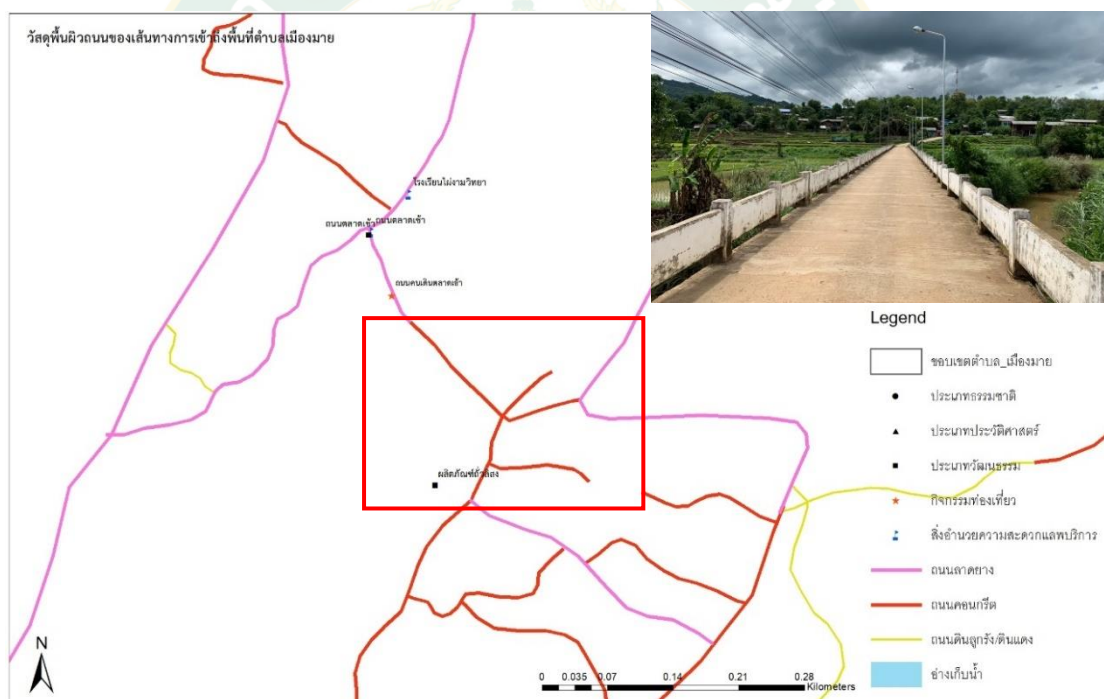 วัสดุพื้นผิวถนนของเส้นทางการเข้าถึงพื้นที่ตำบลเมืองมาย
โรงเรียนไผ่งามวิทยา
ถนนตลาดเช้า
ถนนตลาดเช้า
ถนนคนเดินตลาดเช้า
ผลิตภัณฑ์ถั่วลิสง
Legend
ขอบเขตตำบล_เมืองมาย
ประเภทธรรมชาติ
ประเภทประวัติศาสตร์
ประเภทวัฒนธรรม
กิจกรรมท่องเที่ยว
สิ่งอำนวยความสะดวกแลพบริการ
ถนนลาดยาง
ถนนคอนกรีต
ถนนดินลูกรัง/ดินแดง
อ่างเก็บน้ำ
N
0 0.035 0.07 0.14 0.21 0.28
Kilometers